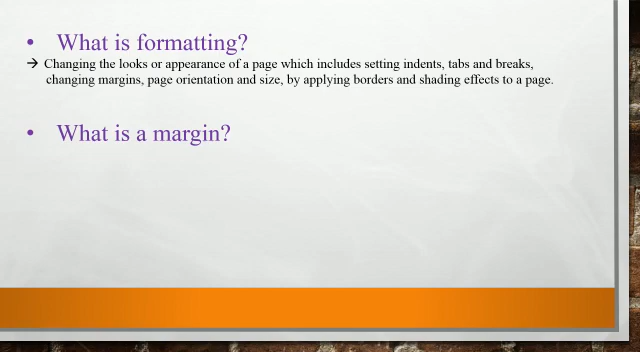 • What is formatting?
→ Changing the looks or appearance of a page which includes setting indents, tabs and breaks,
changing margins, page orientation and size, by applying borders and shading effects to a page.
• What is a margin?